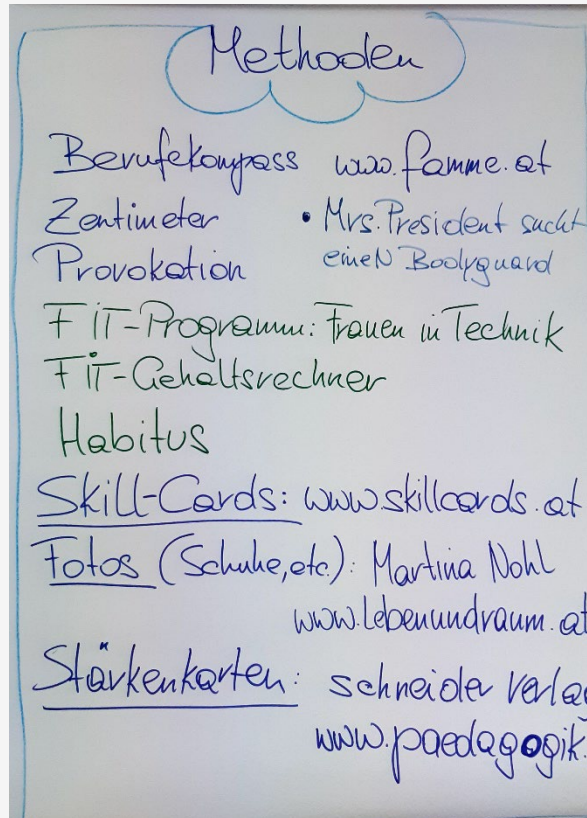 Methoden
Berufekompass www.famme.at
Zentimeter • Mrs. President sucht
Provokation eineN Bodyguard
FiT-Programm: Frauen in Technik
FiT-Gehaltsrechner
Habitus
Skill-Cards: www.skillcards.at
Fotos (Schuhe, etc.): Martina Nohl
www.lebenundraum.at
Stärkenkarten: schneider Verla
www.paedagogik.